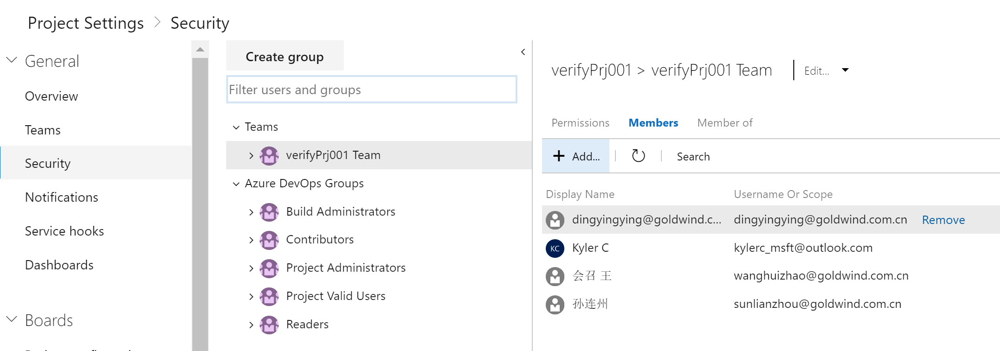 Project Settings > Security
General
Overview
Teams
Security
Notifications
Service hooks
Dashboards
Boards
Create group
Filter users and groups
Teams
verifyPrj001 Team
Azure DevOps Groups
Build Administrators
Contributors
Project Administrators
Project Valid Users
Readers
verifyPrj001 > verifyPrj001 Team
Edit...
Permissions Members Member of
+ Add... Search
Display Name Username Or Scope
dingyingying@goldwind.c... dingyingying@goldwind.com.cn Remove
KC Kyler C kylerc_msft@outlook.com
会召 王 wanghuizhao@goldwind.com.cn
孙连州 sunlianzhou@goldwind.com.cn